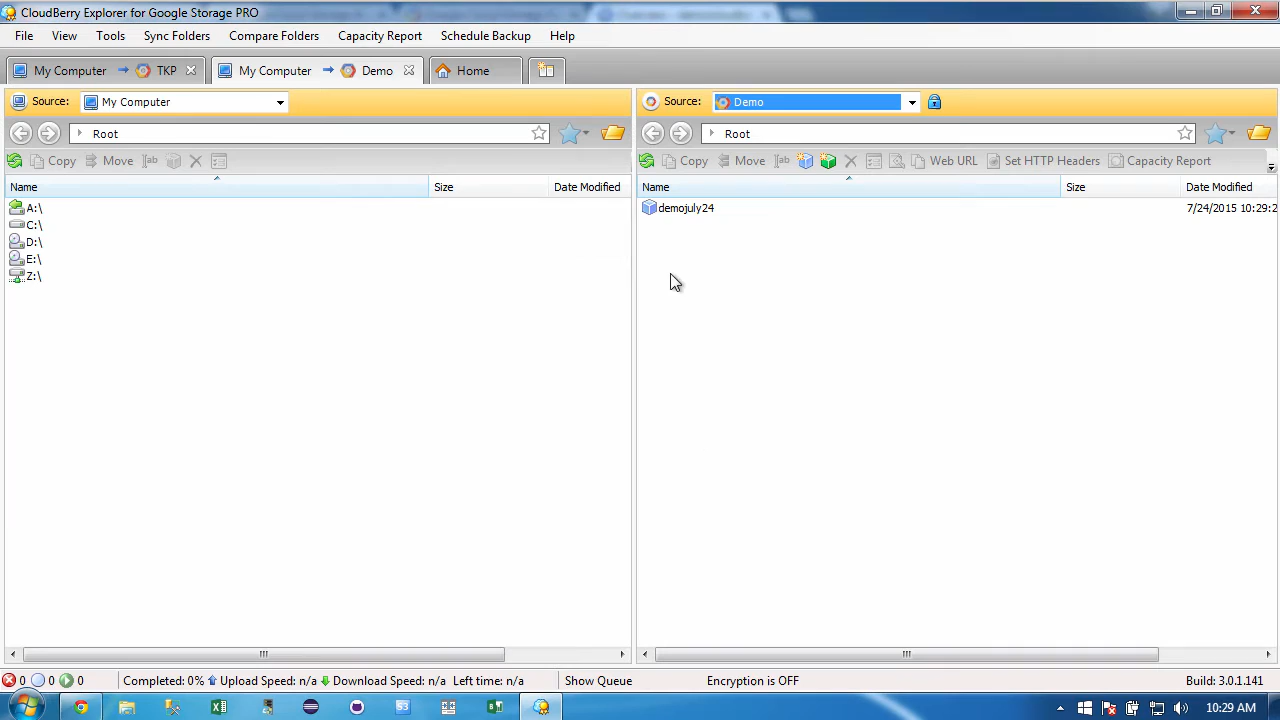 CloudBerry Explorer for Google Storage PRO
File View Tools Sync Folders Compare Folders Capacity Report Schedule Backup Help
My Computer TKP My Computer Demo Home
Source: My Computer
Root
Copy Move
Name Size Date Modified
A:\
C:\
D:\
E:\
Z:\
Source: Demo
Root
Copy Move Web URL Set HTTP Headers Capacity Report
Name Size Date Modified
demojuly24 7/24/2015 10:29:2
0 0 0 Completed: 0% Upload Speed: n/a Download Speed: n/a Left time: n/a Show Queue Encryption is OFF Build: 3.0.1.141
10:29 AM